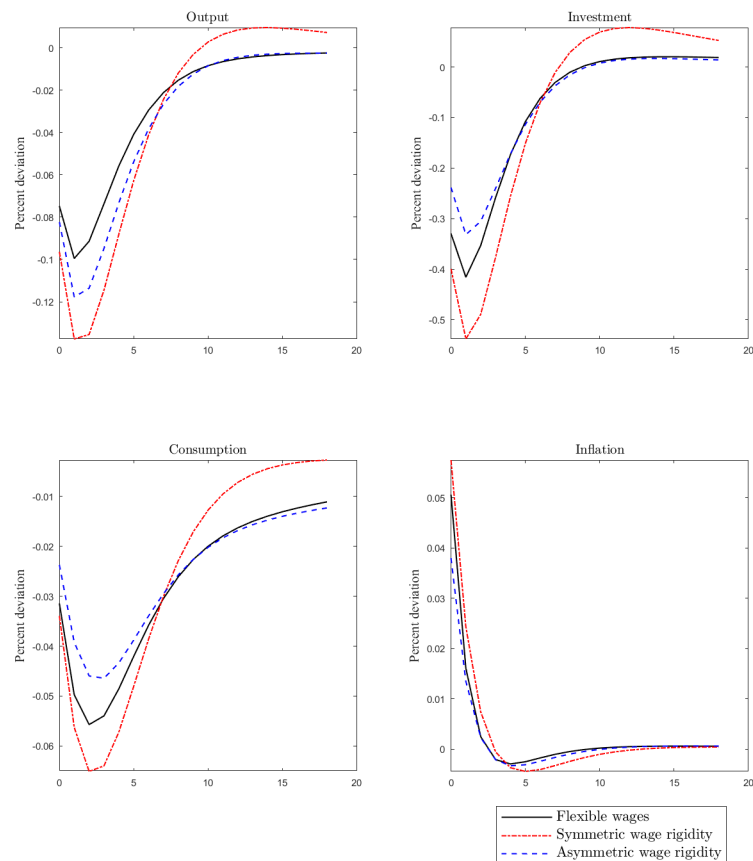 Output
Percent deviation
0
-0.02
-0.04
-0.06
-0.08
-0.1
-0.12
0 5 10 15 20
Investment
Percent deviation
0
-0.1
-0.2
-0.3
-0.4
-0.5
0 5 10 15 20
Consumption
Percent deviation
-0.01
-0.02
-0.03
-0.04
-0.05
-0.06
0 5 10 15 20
Inflation
Percent deviation
0.05
0.04
0.03
0.02
0.01
0
0 5 10 15 20
Flexible wages
Symmetric wage rigidity
Asymmetric wage rigidity